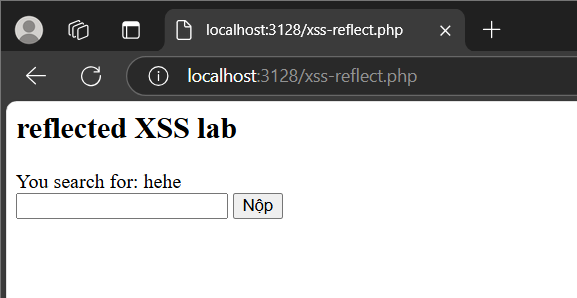 localhost:3128/xss-reflect.php
localhost:3128/xss-reflect.php
reflected XSS lab
You search for: hehe
Nộp